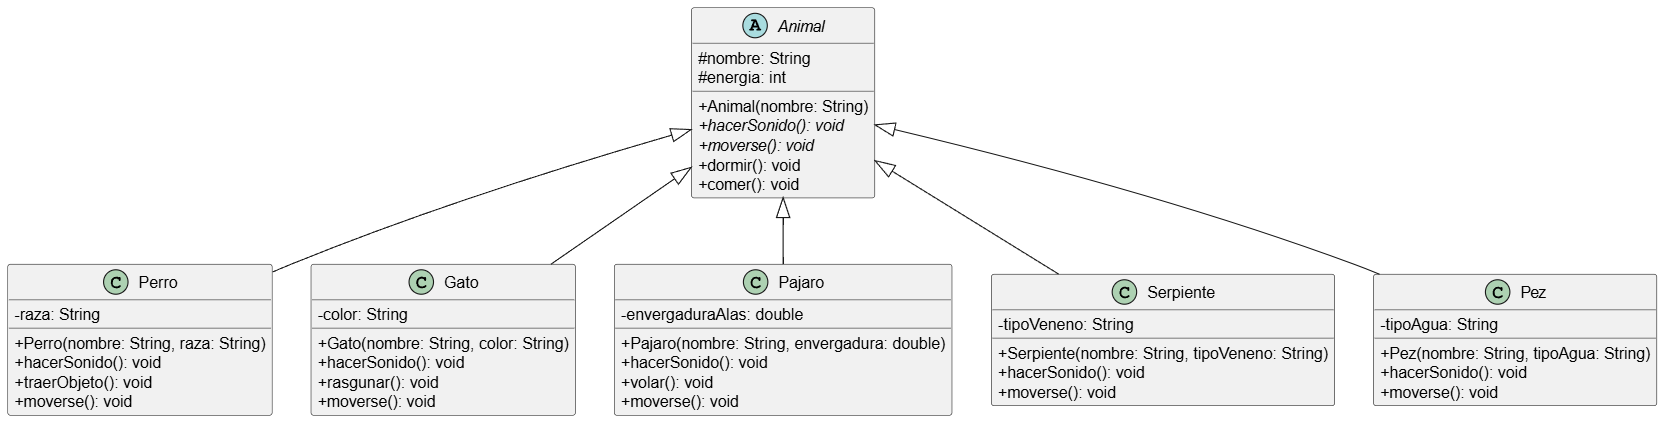 A Animal
#nombre: String
#energia: int
+Animal(nombre: String)
+hacerSonido(): void
+moverse(): void
+dormir(): void
+comer(): void
C Perro
-raza: String
+Perro(nombre: String, raza: String)
+hacerSonido(): void
+traerObjeto(): void
+moverse(): void
C Gato
-color: String
+Gato(nombre: String, color: String)
+hacerSonido(): void
+rasgunar(): void
+moverse(): void
C Pajaro
-envergaduraAlas: double
+Pajaro(nombre: String, envergadura: double)
+hacerSonido(): void
+volar(): void
+moverse(): void
C Serpiente
-tipoVeneno: String
+Serpiente(nombre: String, tipoVeneno: String)
+hacerSonido(): void
+moverse(): void
C Pez
-tipoAgua: String
+Pez(nombre: String, tipoAgua: String)
+hacerSonido(): void
+moverse(): void